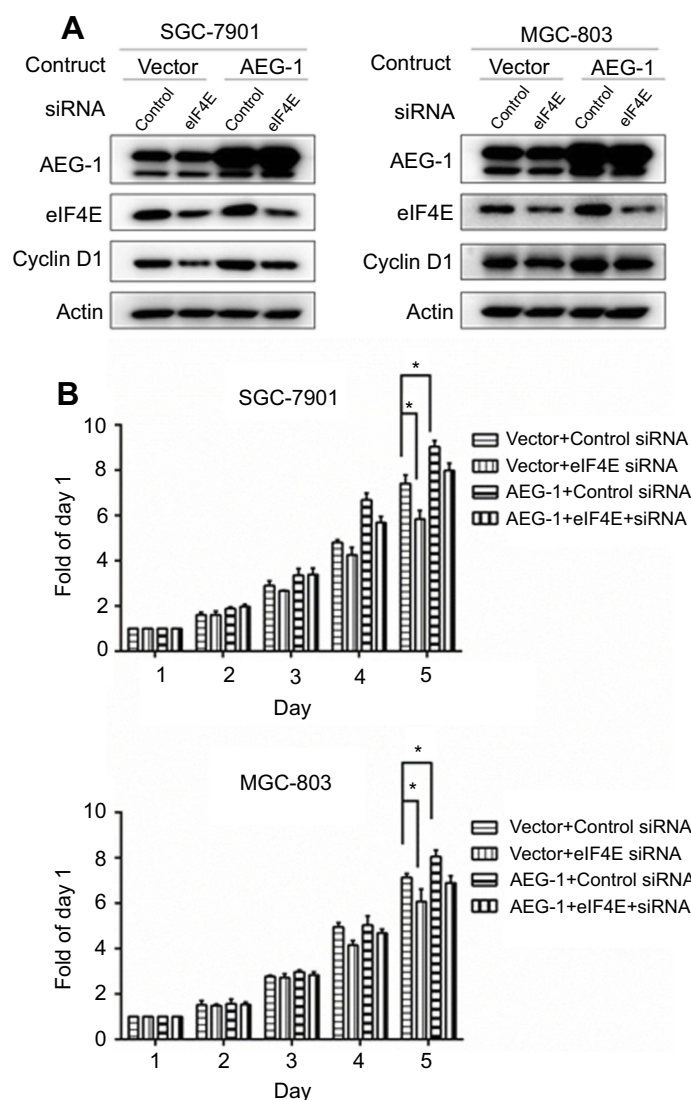 A
SGC-7901
Contruct Vector AEG-1
siRNA Control eIF4E Control eIF4E
AEG-1
eIF4E
Cyclin D1
Actin
MGC-803
Contruct Vector AEG-1
siRNA Control eIF4E Control eIF4E
AEG-1
eIF4E
Cyclin D1
Actin
B
SGC-7901
* 
*
Fold of day 1
10
8
6
4
2
0
1 2 3 4 5
Day
Vector+Control siRNA
Vector+eIF4E siRNA
AEG-1+Control siRNA
AEG-1+eIF4E+siRNA
MGC-803
*
*
Fold of day 1
10
8
6
4
2
0
1 2 3 4 5
Day
Vector+Control siRNA
Vector+eIF4E siRNA
AEG-1+Control siRNA
AEG-1+eIF4E+siRNA